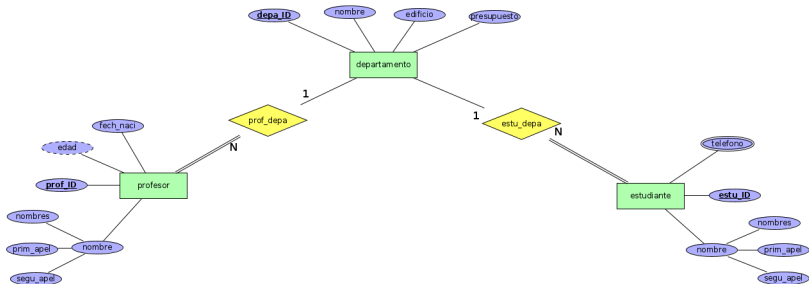 depa_ID
nombre
edificio
presupuesto
departamento
1
prof_depa
N
1
estu_depa
N
fech_naci
edad
prof_ID
profesor
nombres
prim_apel
nombre
segu_apel
telefono
estu_ID
estudiante
nombres
nombre
prim_apel
segu_apel